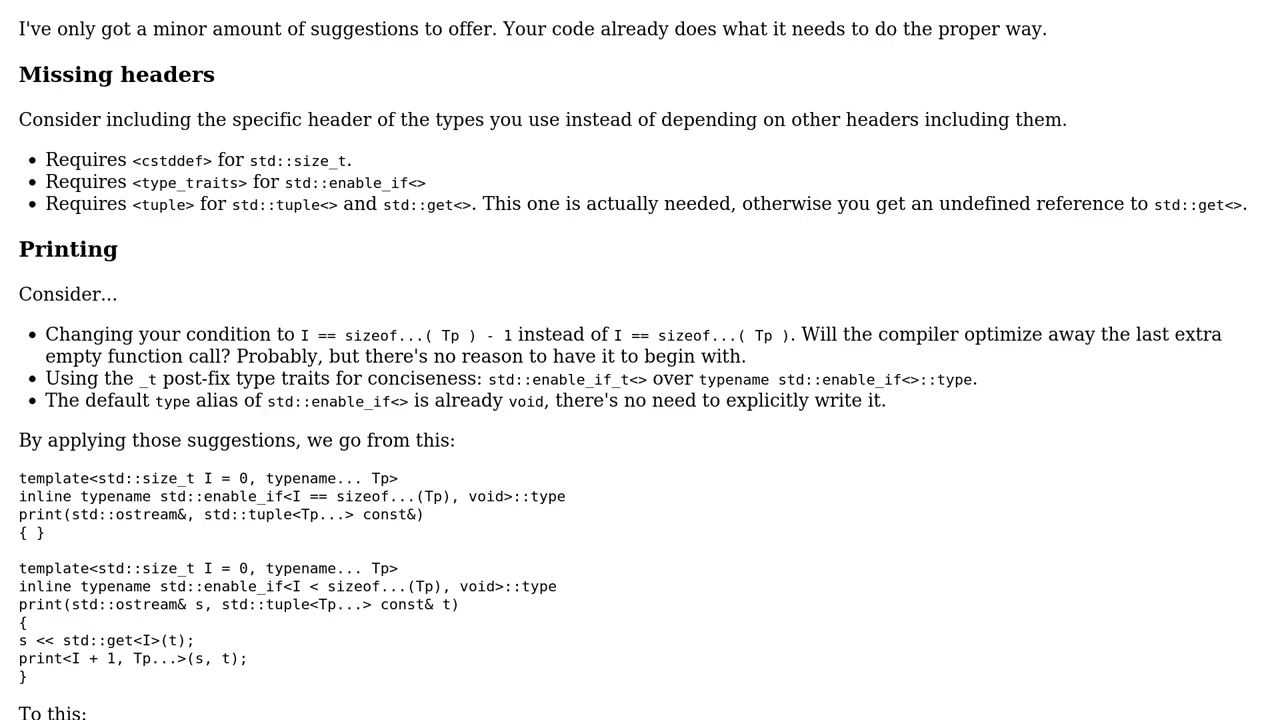 I've only got a minor amount of suggestions to offer. Your code already does what it needs to do the proper way.
Missing headers
Consider including the specific header of the types you use instead of depending on other headers including them.
• Requires <cstddef> for std::size_t.
• Requires <type_traits> for std::enable_if<>
• Requires <tuple> for std::tuple<> and std::get<>. This one is actually needed, otherwise you get an undefined reference to std::get<>.
Printing
Consider...
• Changing your condition to I == sizeof...( Tp ) - 1 instead of I == sizeof...( Tp ). Will the compiler optimize away the last extra
empty function call? Probably, but there's no reason to have it to begin with.
• Using the _t post-fix type traits for conciseness: std::enable_if_t<> over typename std::enable_if<>::type.
• The default type alias of std::enable_if<> is already void, there's no need to explicitly write it.
By applying those suggestions, we go from this:
template<std::size_t I = 0, typename... Tp>
inline typename std::enable_if<I == sizeof...(Tp), void>::type
print(std::ostream&, std::tuple<Tp...> const&)
{ }
template<std::size_t I = 0, typename... Tp>
inline typename std::enable_if<I < sizeof...(Tp), void>::type
print(std::ostream& s, std::tuple<Tp...> const& t)
{
s << std::get<I>(t);
print<I + 1, Tp...>(s, t);
}
To this: